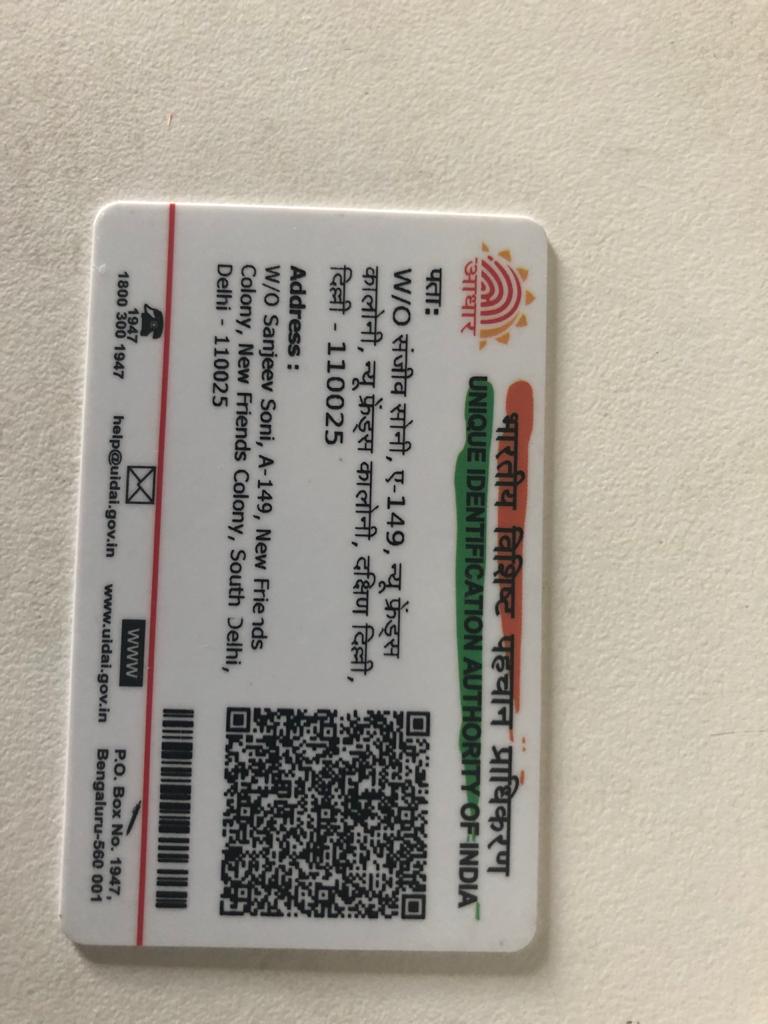 आधार
भारतीय विशिष्ट पहचान प्राधिकरण
UNIQUE IDENTIFICATION AUTHORITY OF INDIA
पता:
W/O संजीव सोनी, ए-149, न्यू फ्रेंड्स
कालोनी, न्यू फ्रेंड्स कालोनी, दक्षिण दिल्ली,
दिल्ली - 110025
Address :
W/O Sanjeev Soni, A-149, New Friends
Colony, New Friends Colony, South Delhi,
Delhi - 110025
1947
1800 300 1947
help@uidai.gov.in
WWW
www.uidai.gov.in
P.O. Box No. 1947,
Bengaluru-560 001